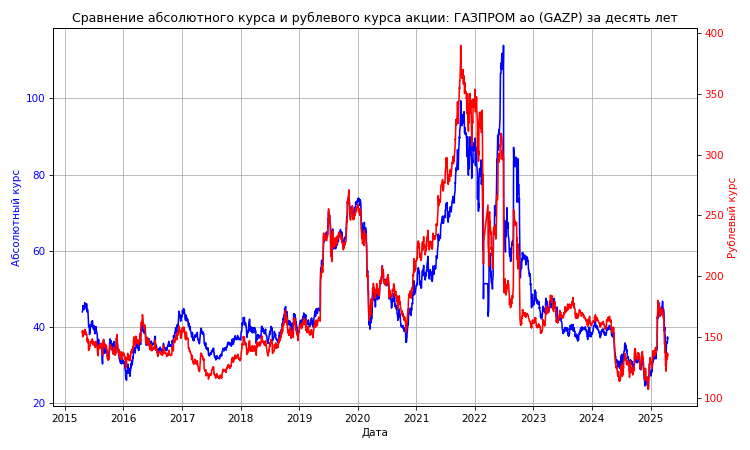 Сравнение абсолютного курса и рублевого курса акции: ГАЗПРОМ ао (GAZP) за десять лет
Абсолютный курс
100
80
60
40
20
400
350
300
250
200
150
100
Рублевый курс
2015 2016 2017 2018 2019 2020 2021 2022 2023 2024 2025
Дата